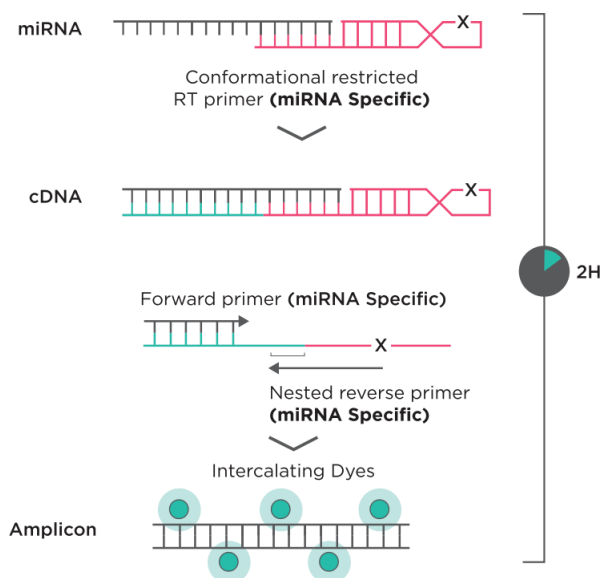 miRNA
X
Conformational restricted
RT primer (miRNA Specific)
cDNA
X
2H
Forward primer (miRNA Specific)
X
Nested reverse primer
(miRNA Specific)
Intercalating Dyes
Amplicon